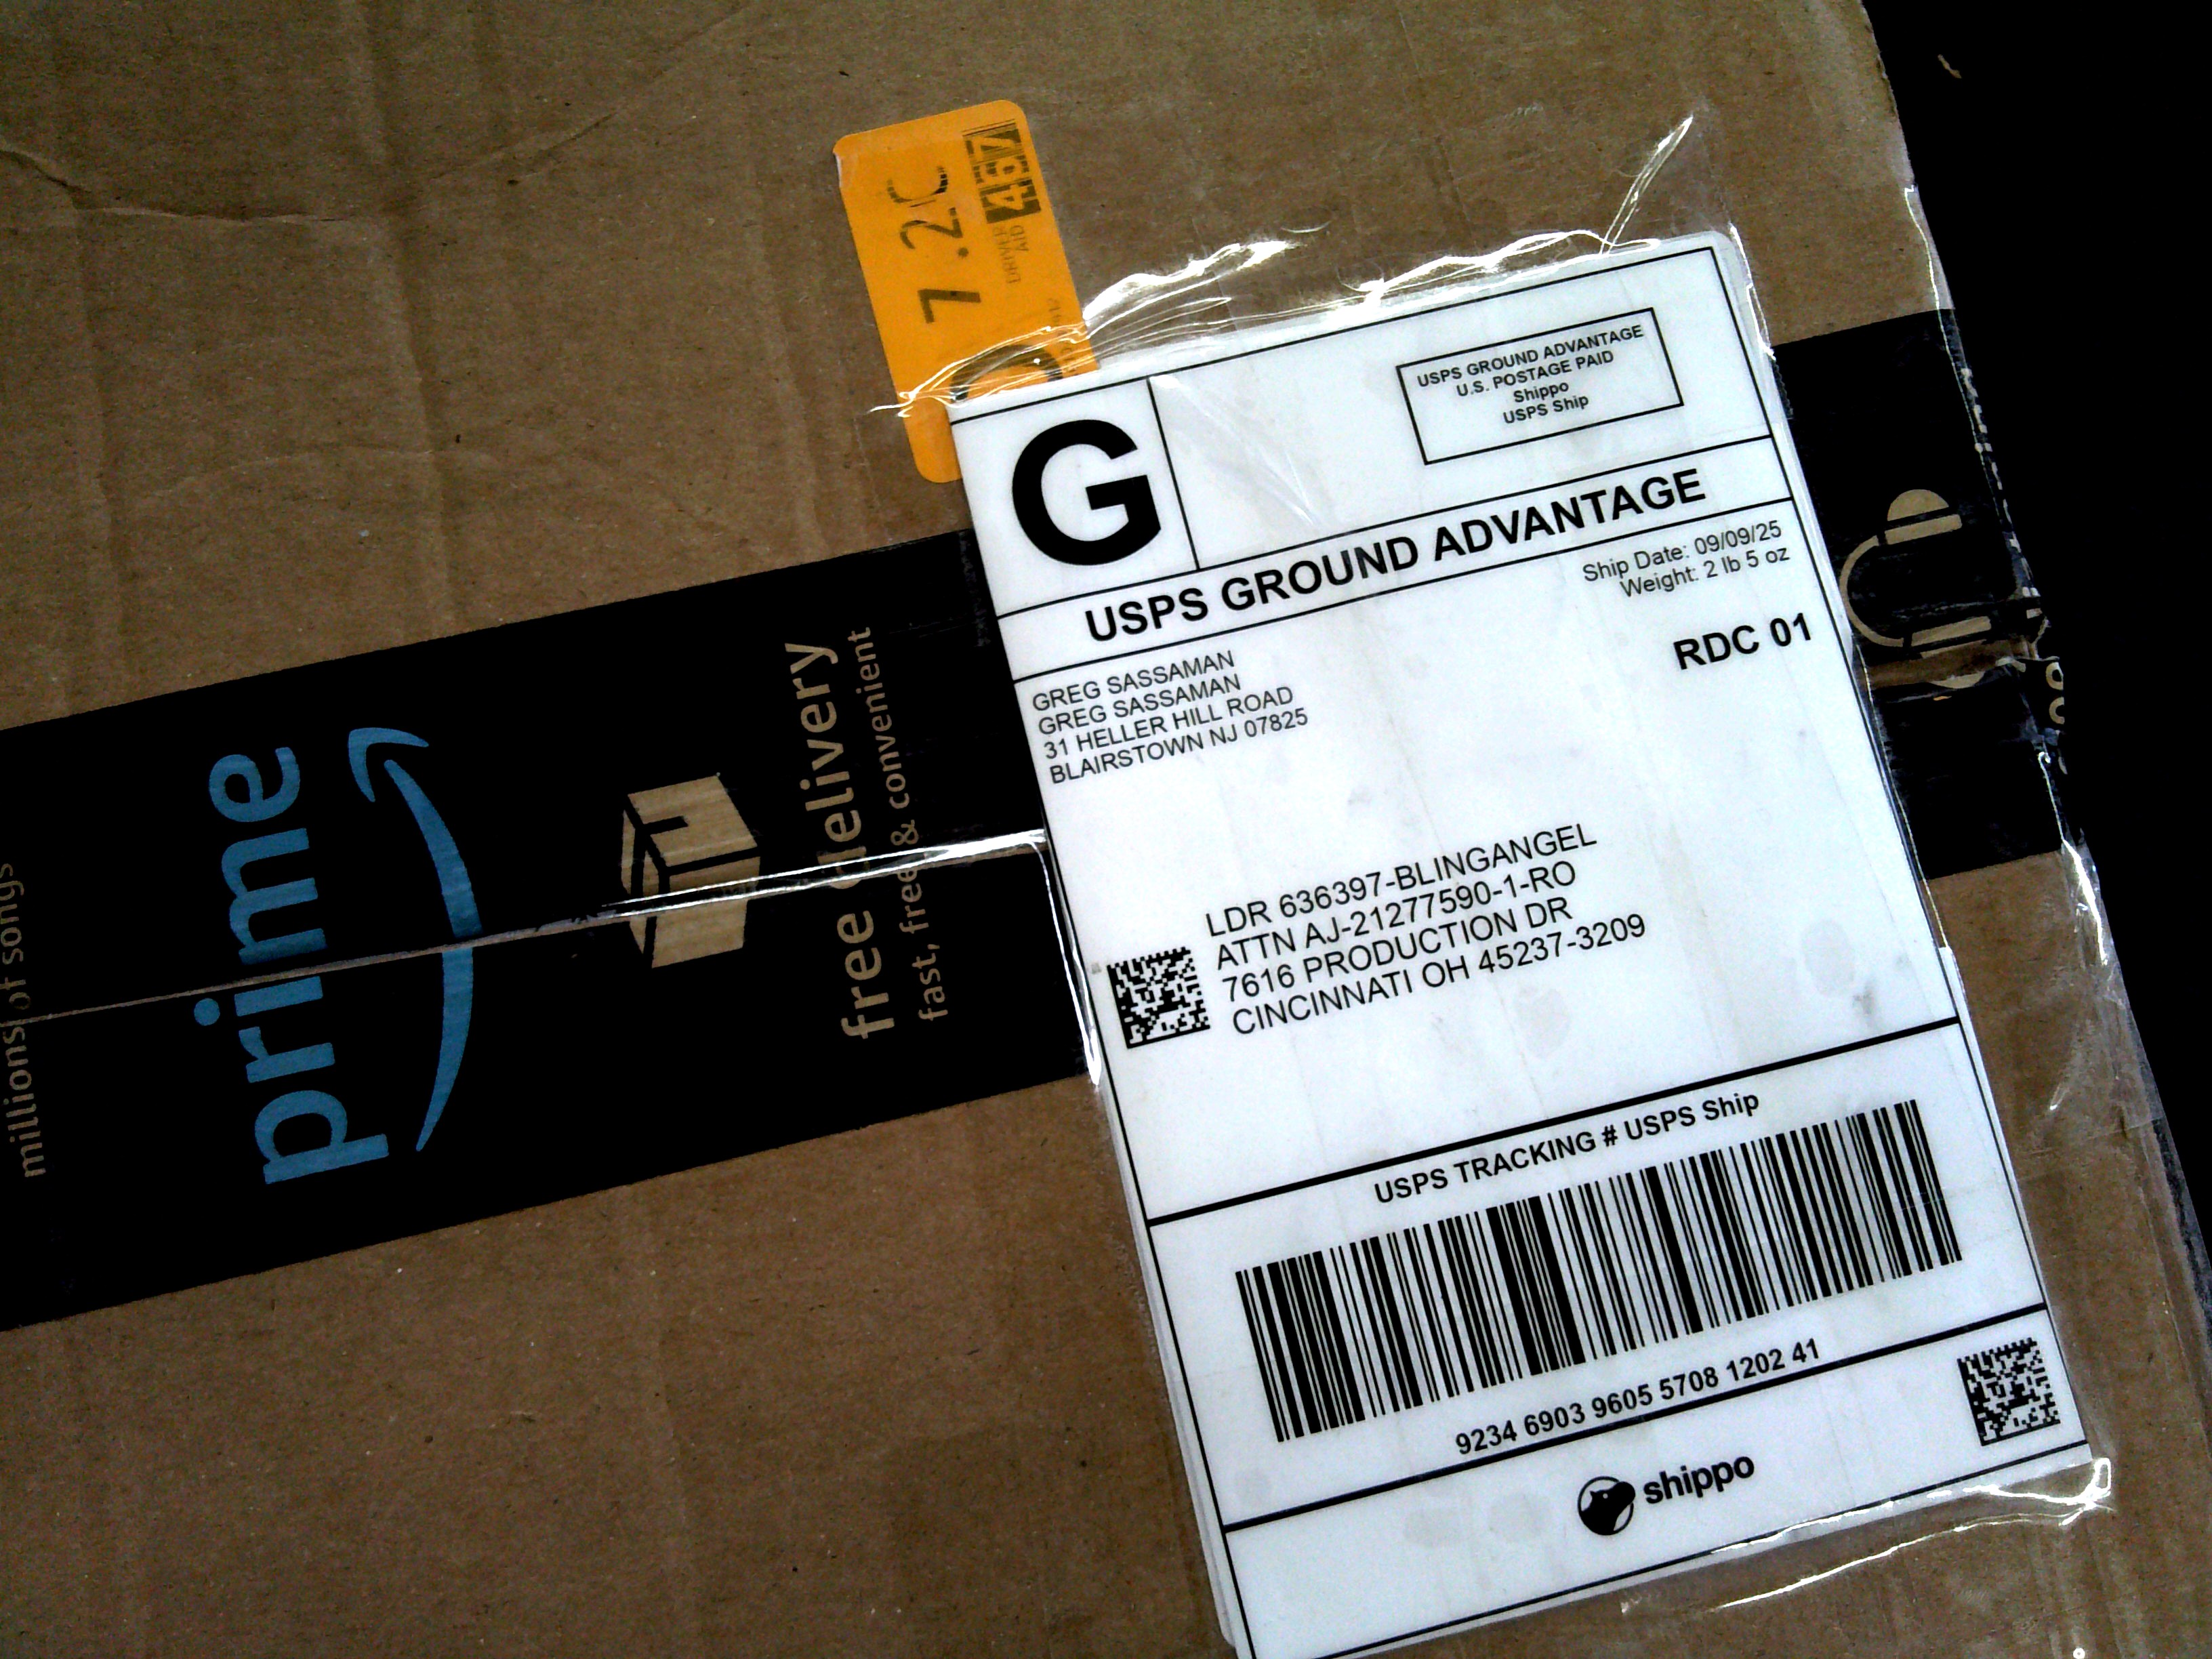 7 .2C
DRIVER
AID
457
G
USPS GROUND ADVANTAGE
U.S. POSTAGE PAID
Shippo
USPS Ship
USPS GROUND ADVANTAGE
Ship Date: 09/09/25
Weight: 2 lb 5 oz
RDC 01
GREG SASSAMAN
GREG SASSAMAN
31 HELLER HILL ROAD
BLAIRSTOWN NJ 07825
LDR 636397-BLINGANGEL
ATTN AJ-21277590-1-RO
7616 PRODUCTION DR
CINCINNATI OH 45237-3209
USPS TRACKING # USPS Ship
9234 6903 9605 5708 1202 41
shippo
millions of songs
prime
free delivery
fast, free & convenient